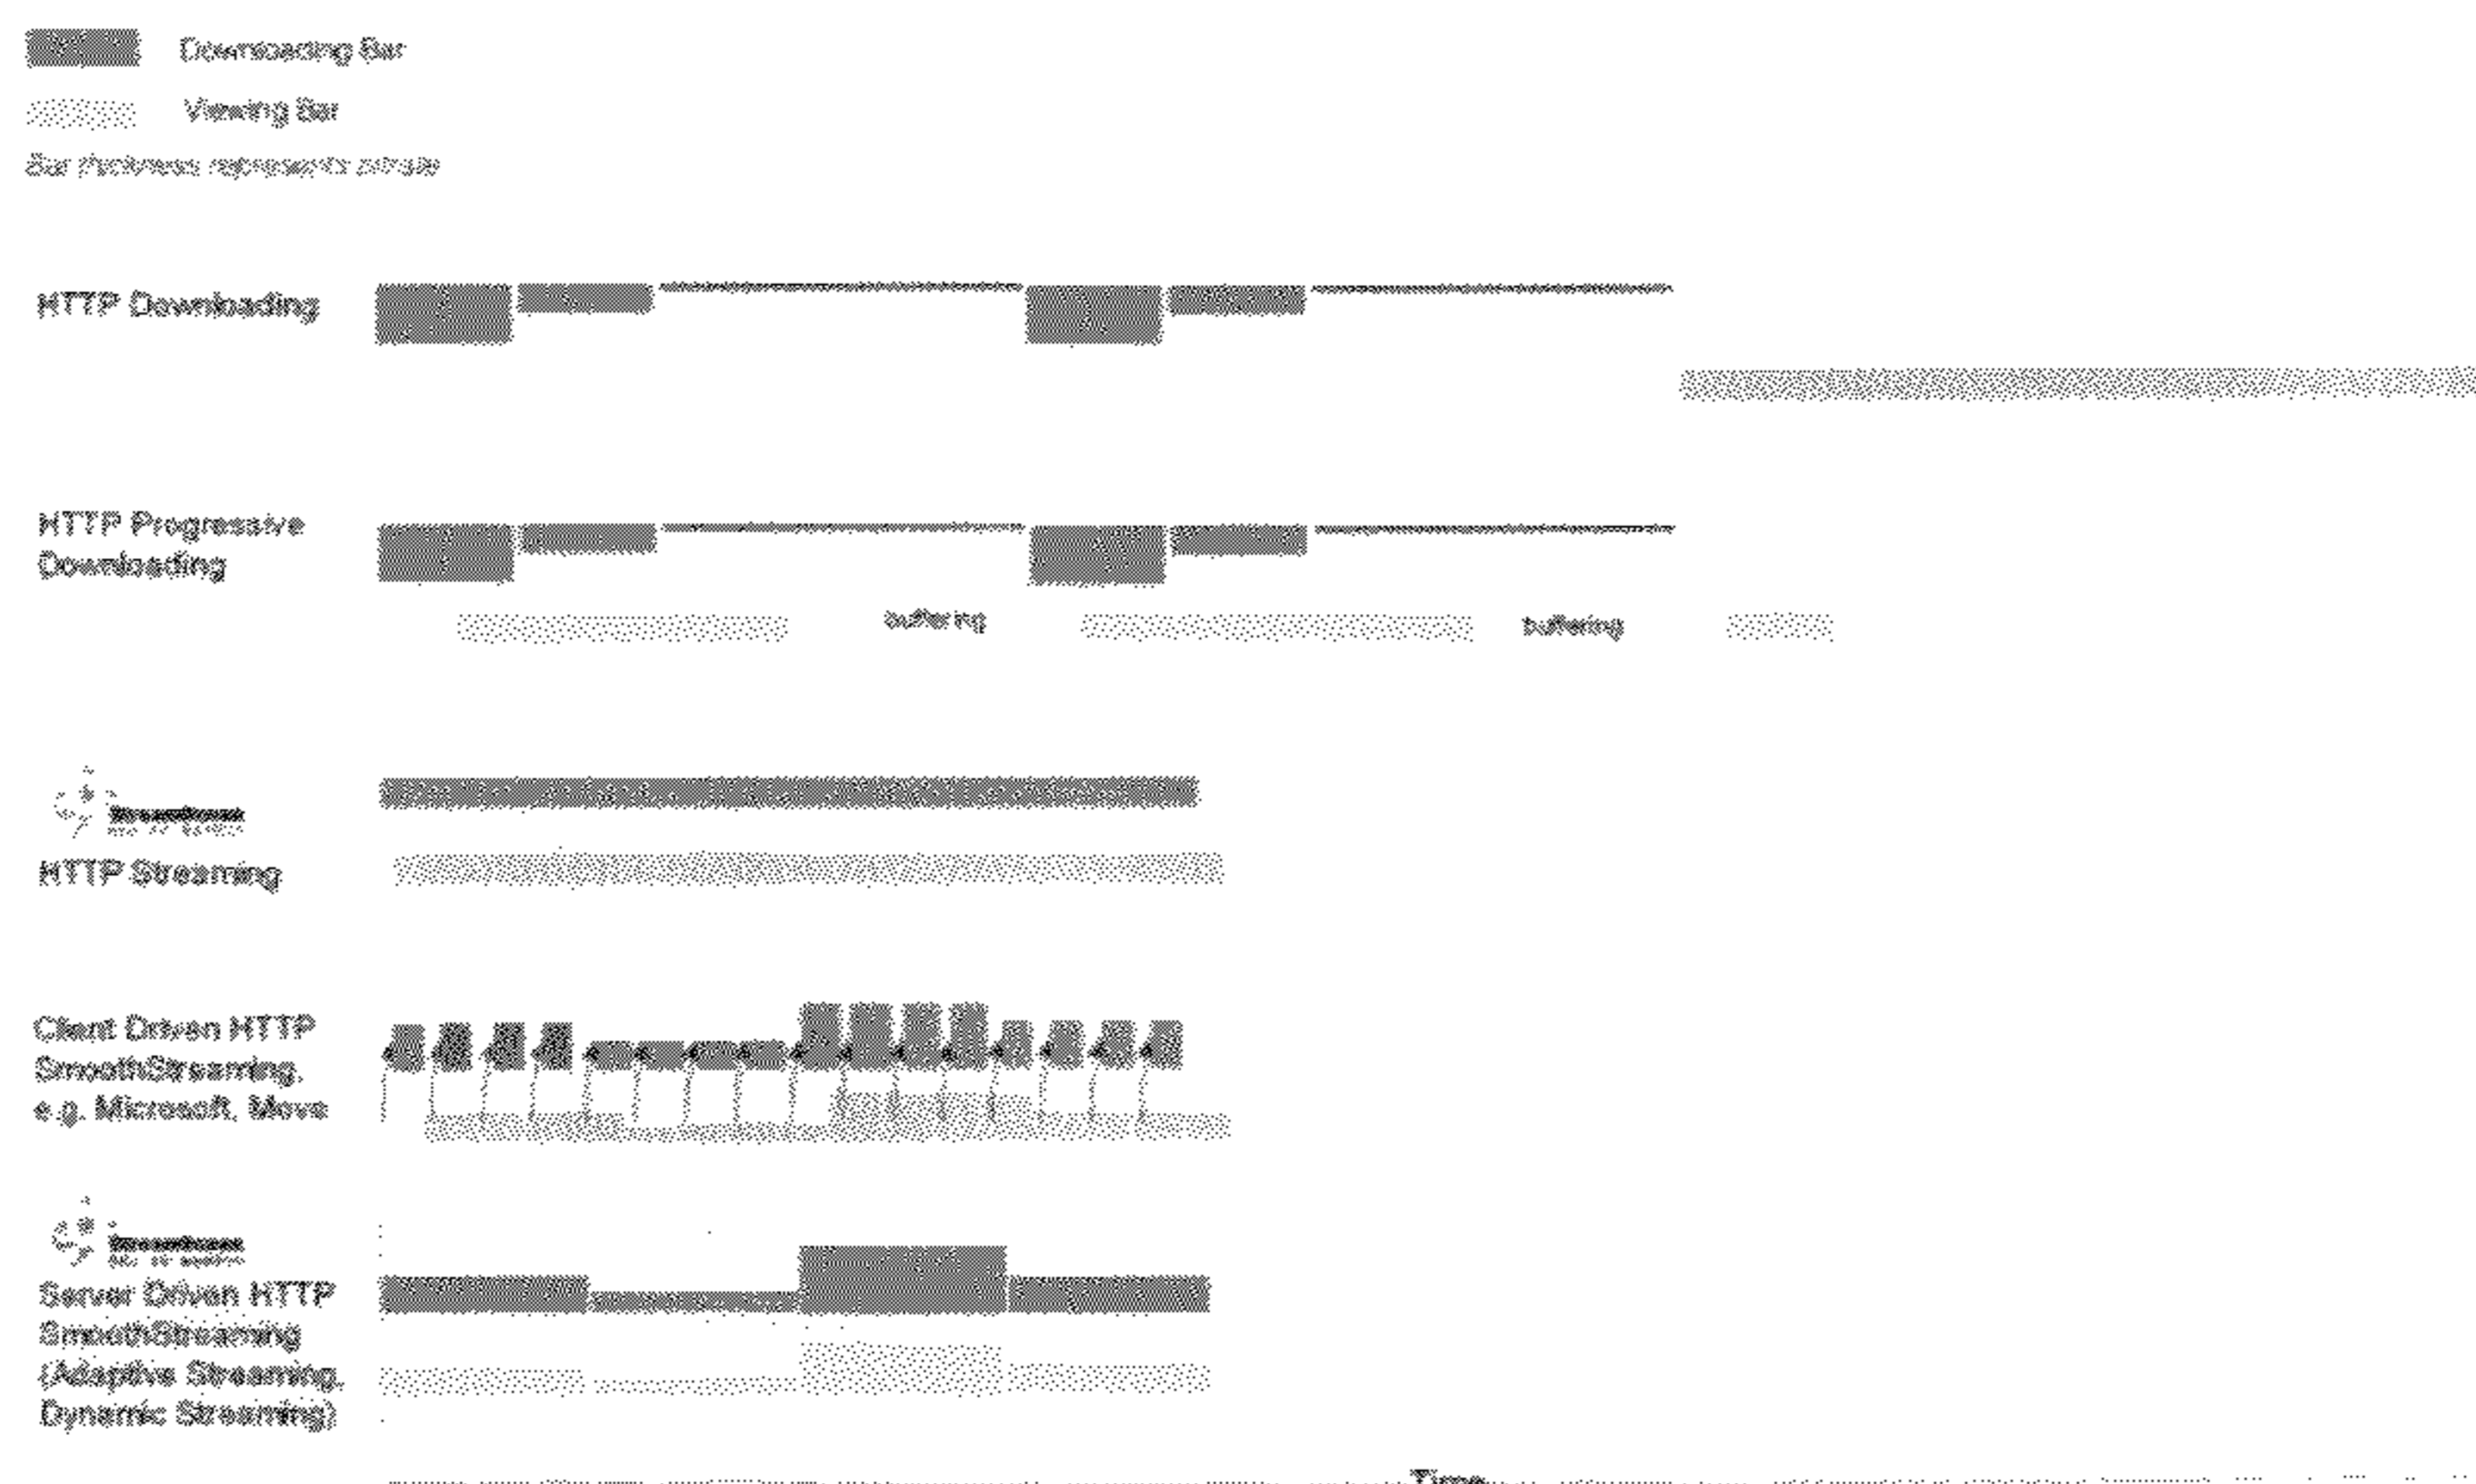 Downloading Bar
Viewing Bar
Bar thickness represents bitrate
HTTP Downloading
HTTP Progressive
Downloading
buffering
buffering
HTTP Streaming
Client Driven HTTP
SmoothStreaming,
e.g. Microsoft, Move
Server Driven HTTP
SmoothStreaming
(Adaptive Streaming,
Dynamic Streaming)
Time